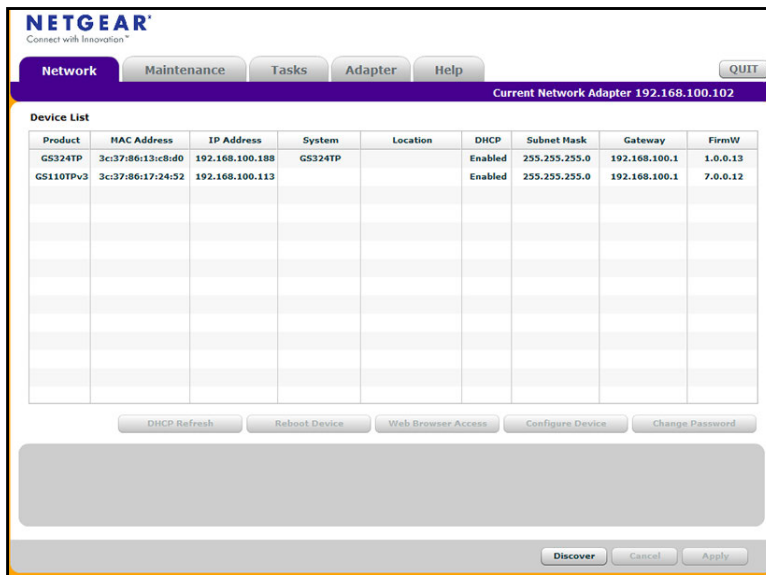 NETGEAR®
Connect with Innovation™
Network Maintenance Tasks Adapter Help QUIT
Current Network Adapter 192.168.100.102
Device List
Product MAC Address IP Address System Location DHCP Subnet Mask Gateway FirmW
GS324TP 3c:37:86:13:c8:d0 192.168.100.188 GS324TP Enabled 255.255.255.0 192.168.100.1 1.0.0.13
GS110TPv3 3c:37:86:17:24:52 192.168.100.113 Enabled 255.255.255.0 192.168.100.1 7.0.0.12
DHCP Refresh Reboot Device Web Browser Access Configure Device Change Password
Discover Cancel Apply